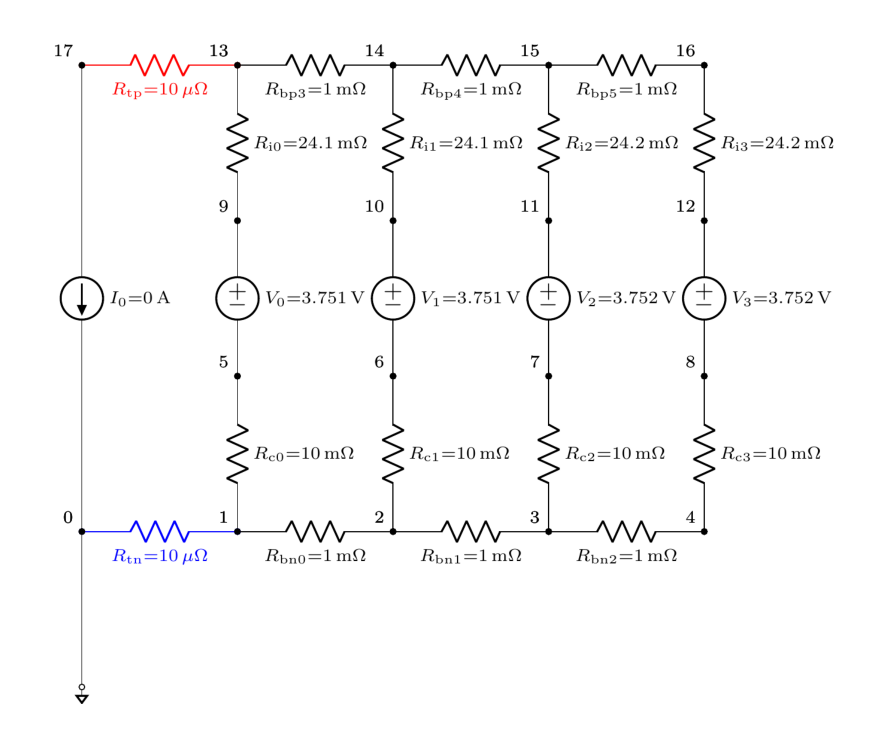 17 13 14 15 16
R_tp=10 μΩ R_bp3=1 mΩ R_bp4=1 mΩ R_bp5=1 mΩ
R_i0=24.1 mΩ R_i1=24.1 mΩ R_i2=24.2 mΩ R_i3=24.2 mΩ
9 10 11 12
I_0=0 A V_0=3.751 V V_1=3.751 V V_2=3.752 V V_3=3.752 V
5 6 7 8
R_c0=10 mΩ R_c1=10 mΩ R_c2=10 mΩ R_c3=10 mΩ
0 1 2 3 4
R_tn=10 μΩ R_bn0=1 mΩ R_bn1=1 mΩ R_bn2=1 mΩ